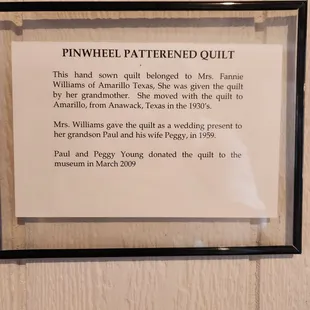 PINWHEEL PATTERENED QUILT
This hand sown quilt belonged to Mrs. Fannie
Williams of Amarillo Texas, She was given the quilt
by her grandmother. She moved with the quilt to
Amarillo, from Anawack, Texas in the 1930's.
Mrs. Williams gave the quilt as a wedding present to
her grandson Paul and his wife Peggy, in 1959.
Paul and Peggy Young donated the quilt to the
museum in March 2009